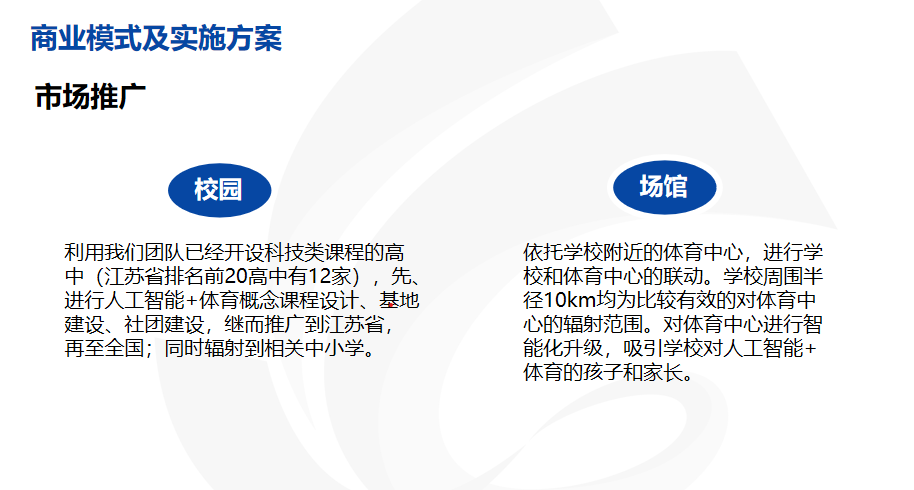 商业模式及实施方案
市场推广
校园
利用我们团队已经开设科技类课程的高
中（江苏省排名前20高中有12家），先、
进行人工智能+体育概念课程设计、基地
建设、社团建设，继而推广到江苏省，
再至全国；同时辐射到相关中小学。
场馆
依托学校附近的体育中心，进行学
校和体育中心的联动。学校周围半
径10km均为比较有效的对体育中
心的辐射范围。对体育中心进行智
能化升级，吸引学校对人工智能+
体育的孩子和家长。